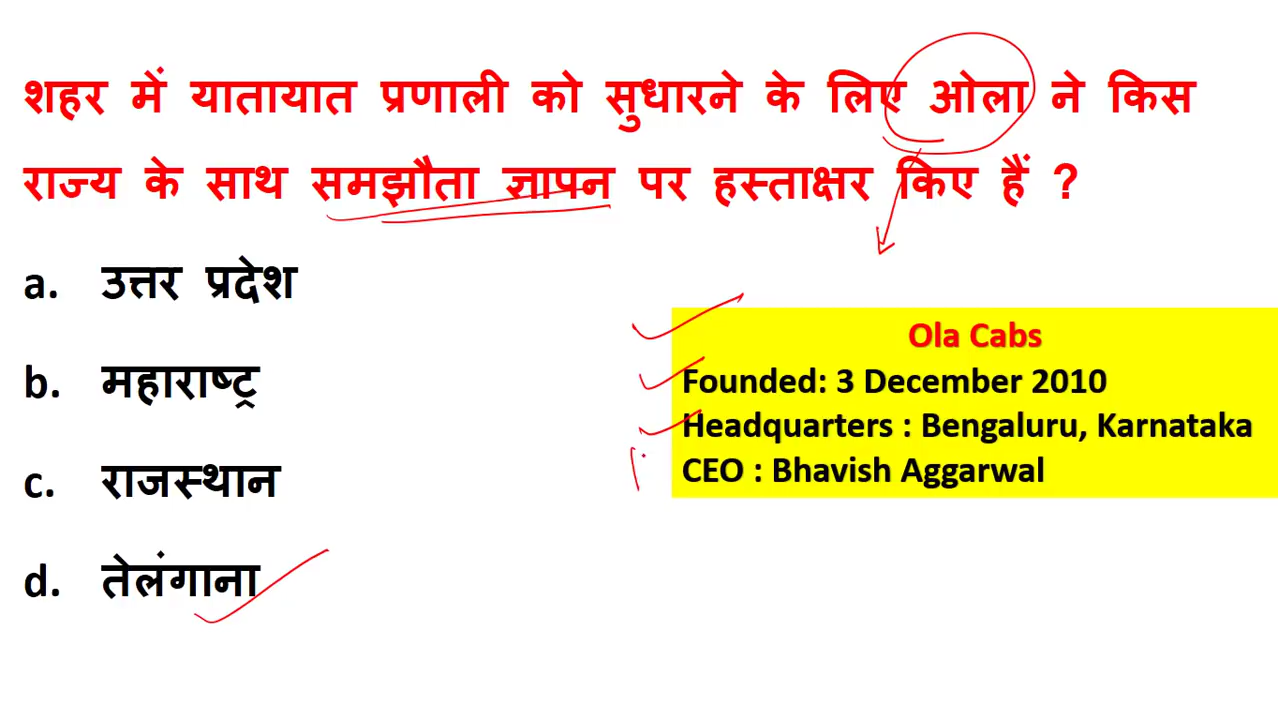 शहर में यातायात प्रणाली को सुधारने के लिए ओला ने किस
राज्य के साथ समझौता ज्ञापन पर हस्ताक्षर किए हैं ?
a. उत्तर प्रदेश
b. महाराष्ट्र
c. राजस्थान
d. तेलंगाना
Ola Cabs
Founded: 3 December 2010
Headquarters : Bengaluru, Karnataka
CEO : Bhavish Aggarwal